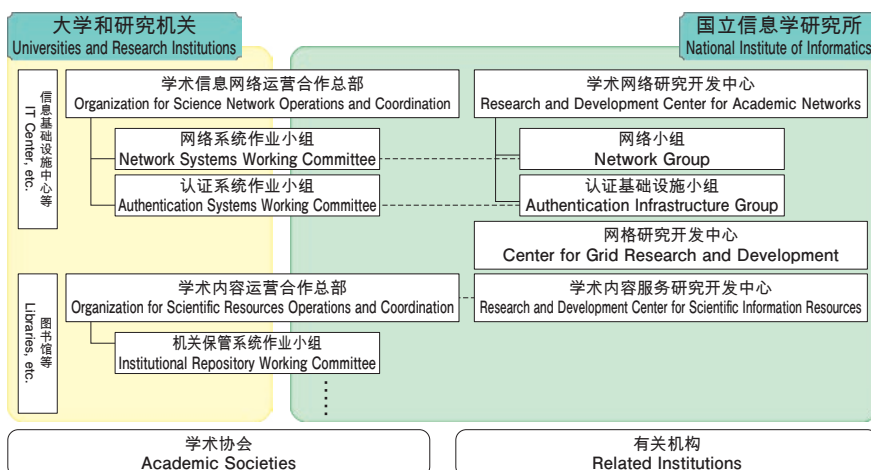 大学和研究机关
Universities and Research Institutions
国立信息学研究所
National Institute of Informatics
信息基础设施中心等
IT Center, etc.
学术信息网络运营合作总部
Organization for Science Network Operations and Coordination
学术网络研究开发中心
Research and Development Center for Academic Networks
网络系统作业小组
Network Systems Working Committee
网络小组
Network Group
认证系统作业小组
Authentication Systems Working Committee
认证基础设施小组
Authentication Infrastructure Group
网格研究开发中心
Center for Grid Research and Development
图书馆等
Libraries, etc.
学术内容运营合作总部
Organization for Scientific Resources Operations and Coordination
学术内容服务研究开发中心
Research and Development Center for Scientific Information Resources
机关保管系统作业小组
Institutional Repository Working Committee
学术协会
Academic Societies
有关机构
Related Institutions